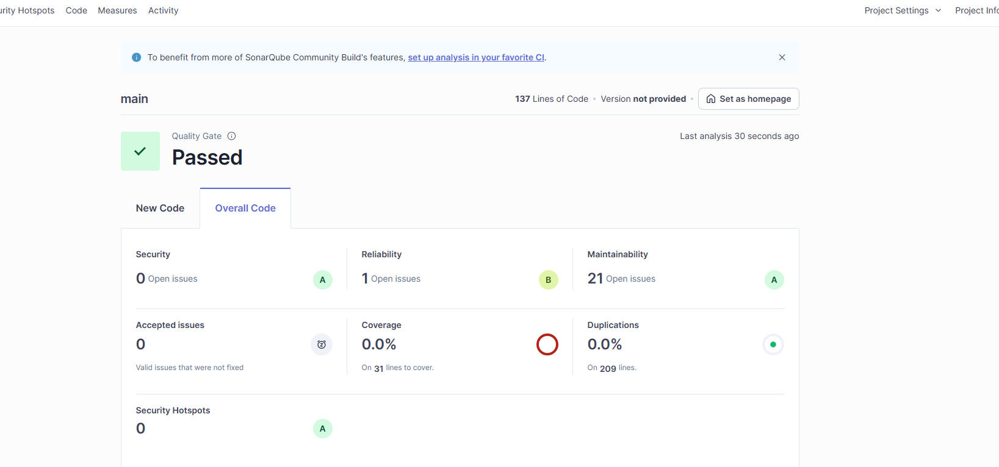 urity Hotspots Code Measures Activity Project Settings Project Info
To benefit from more of SonarQube Community Build's features, set up analysis in your favorite CI.
main
137 Lines of Code • Version not provided • Set as homepage
Quality Gate
Passed
Last analysis 30 seconds ago
New Code Overall Code
Security
0 Open issues
A
Reliability
1 Open issues
B
Maintainability
21 Open issues
A
Accepted issues
0
Valid issues that were not fixed
Coverage
0.0%
On 31 lines to cover.
Duplications
0.0%
On 209 lines.
Security Hotspots
0
A